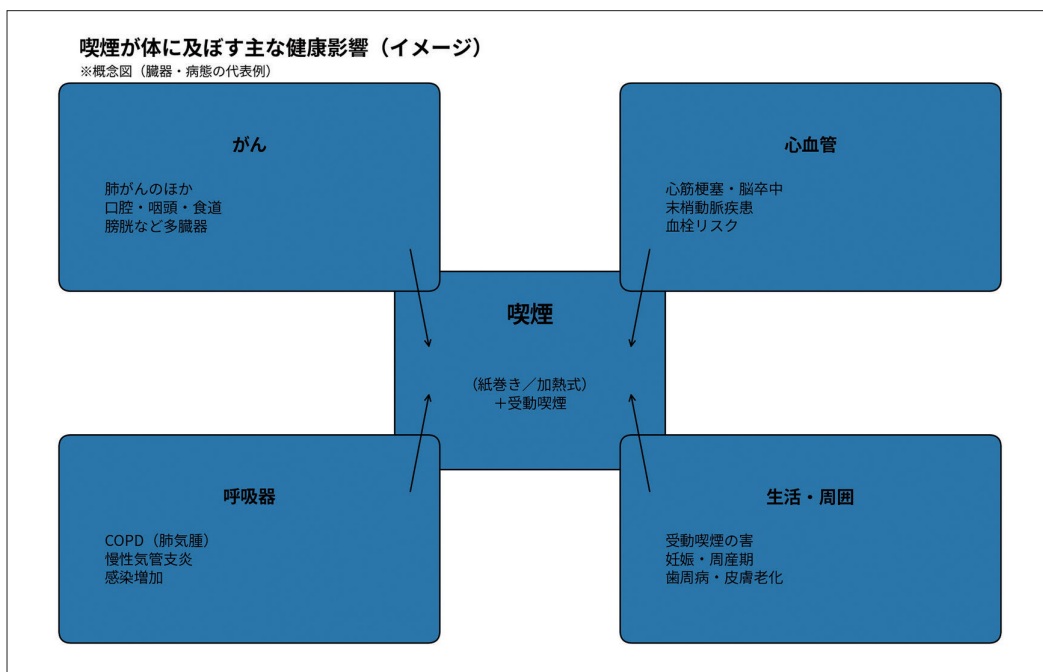 喫煙が体に及ぼす主な健康影響（イメージ）
※概念図（臓器・病態の代表例）
がん
肺がんのほか
口腔・咽頭・食道
膀胱など多臓器
心血管
心筋梗塞・脳卒中
末梢動脈疾患
血栓リスク
喫煙
（紙巻き／加熱式）
＋受動喫煙
呼吸器
COPD（肺気腫）
慢性気管支炎
感染増加
生活・周囲
受動喫煙の害
妊娠・周産期
歯周病・皮膚老化